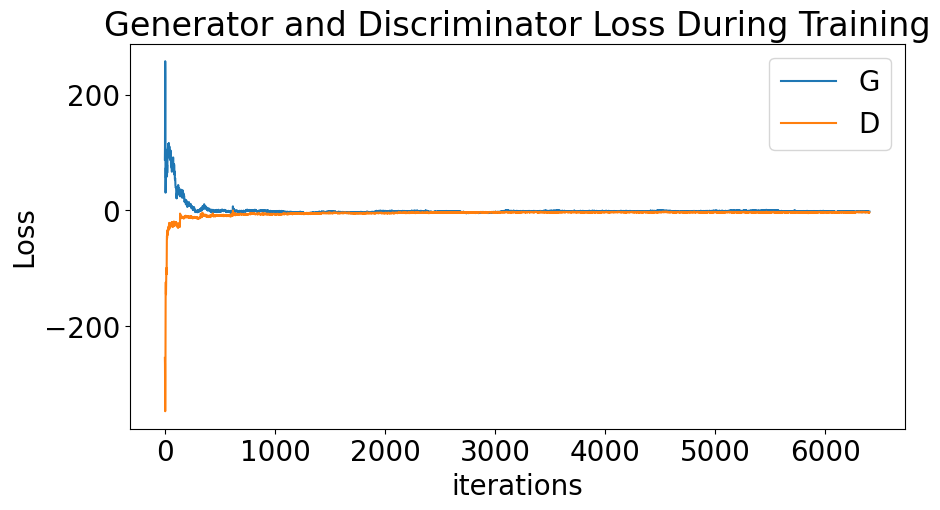 Generator and Discriminator Loss During Training
G
D
200
0
−200
Loss
0 1000 2000 3000 4000 5000 6000
iterations